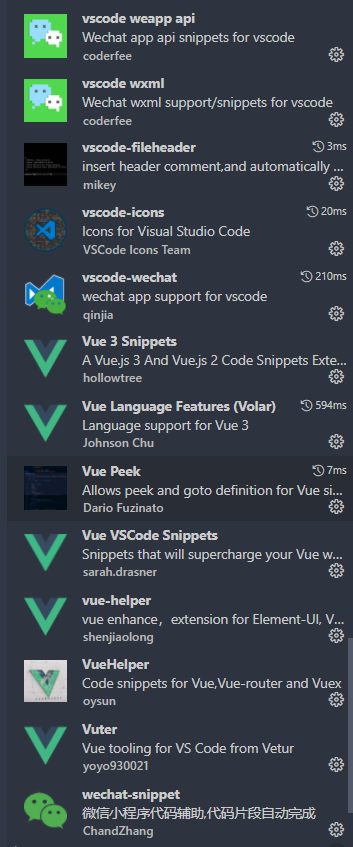 vscode weapp api
Wechat app api snippets for vscode
coderfee
vscode wxml
Wechat wxml support/snippets for vscode
coderfee
vscode-fileheader 3ms
insert header comment,and automatically ...
mikey
vscode-icons 20ms
Icons for Visual Studio Code
VSCode Icons Team
vscode-wechat 210ms
wechat app support for vscode
qinjia
Vue 3 Snippets
A Vue.js 3 And Vue.js 2 Code Snippets Exte...
hollowtree
Vue Language Features (Volar) 594ms
Language support for Vue 3
Johnson Chu
Vue Peek 7ms
Allows peek and goto definition for Vue si...
Dario Fuzinato
Vue VSCode Snippets
Snippets that will supercharge your Vue w...
sarah.drasner
vue-helper
vue enhance，extension for Element-UI, V...
shenjiaolong
VueHelper
Code snippets for Vue,Vue-router and Vuex
oysun
Vuter
Vue tooling for VS Code from Vetur
yoyo930021
wechat-snippet
微信小程序代码辅助,代码片段自动完成
ChandZhang